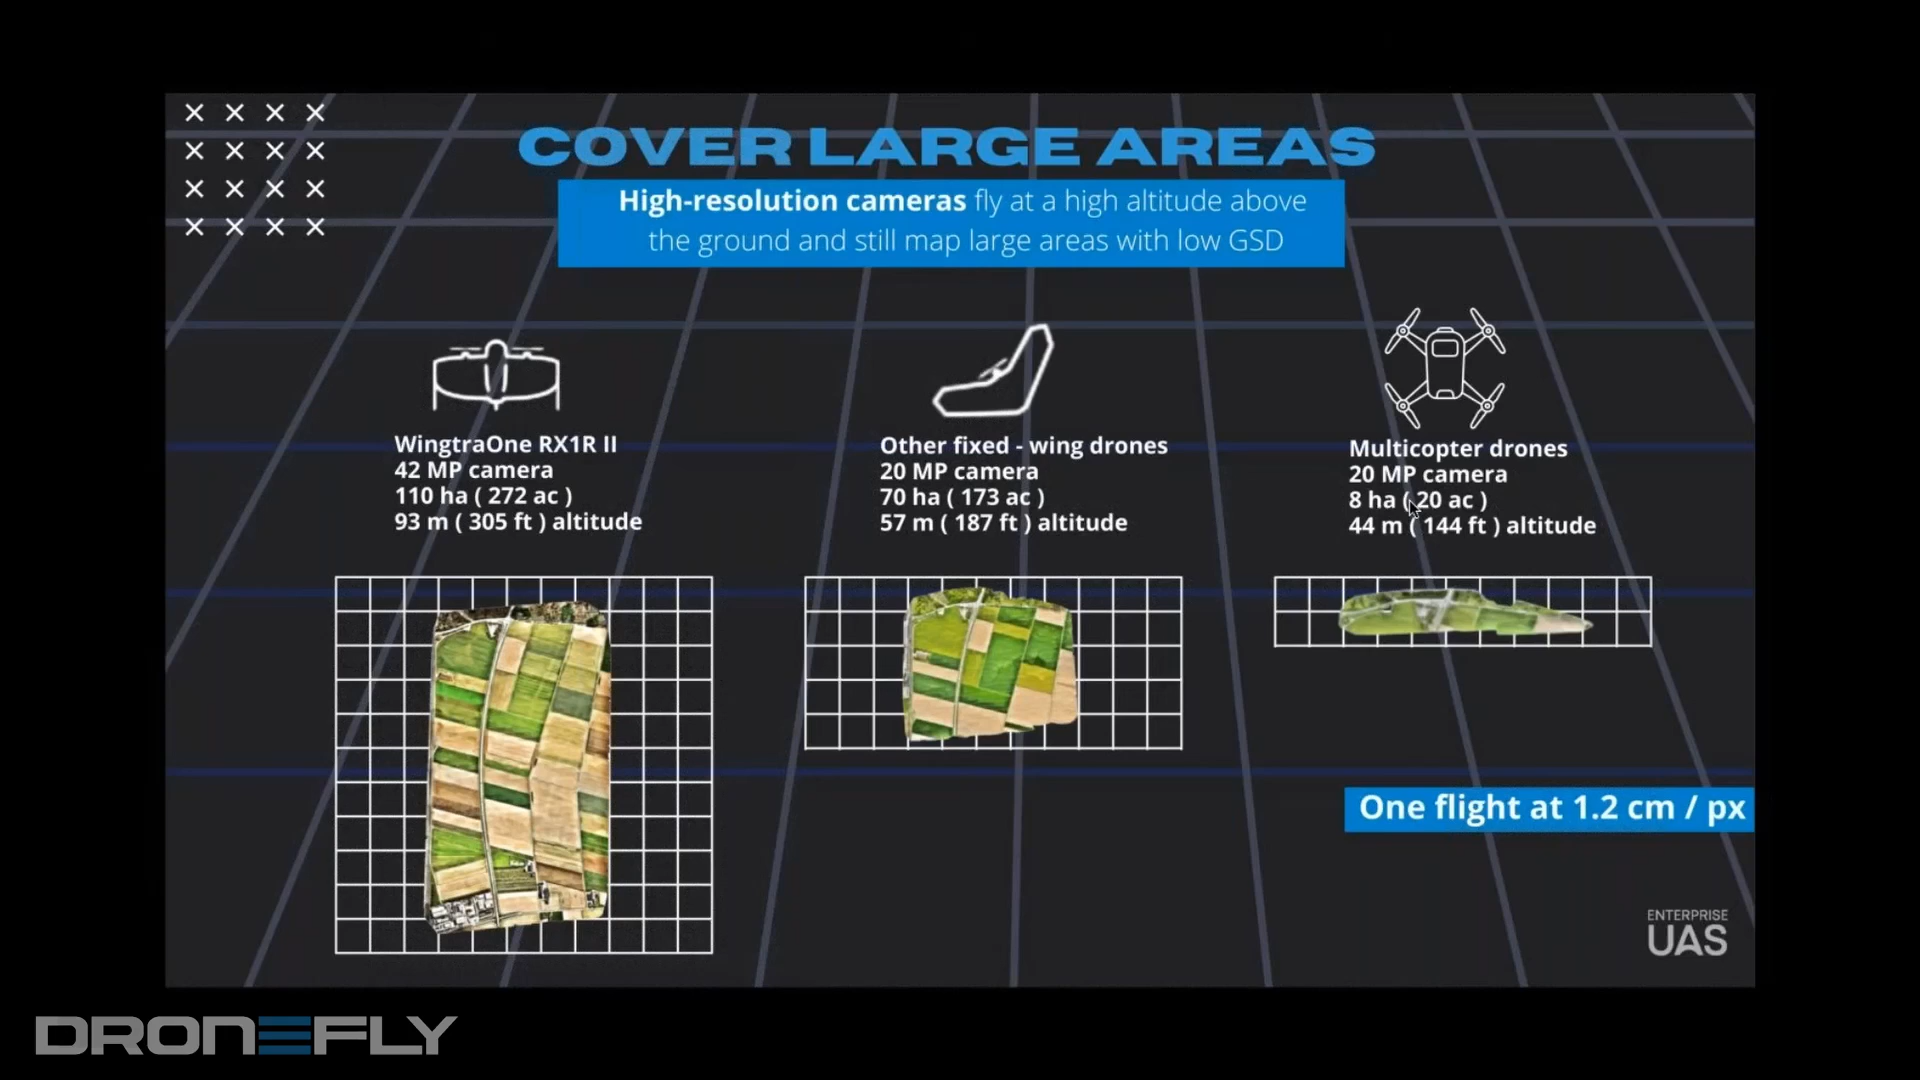 COVER LARGE AREAS
High-resolution cameras fly at a high altitude above
the ground and still map large areas with low GSD
WingtraOne RX1R II
42 MP camera
110 ha ( 272 ac )
93 m ( 305 ft ) altitude
Other fixed - wing drones
20 MP camera
70 ha ( 173 ac )
57 m ( 187 ft ) altitude
Multicopter drones
20 MP camera
8 ha ( 20 ac )
44 m ( 144 ft ) altitude
One flight at 1.2 cm / px
ENTERPRISE
UAS
DRONEFLY